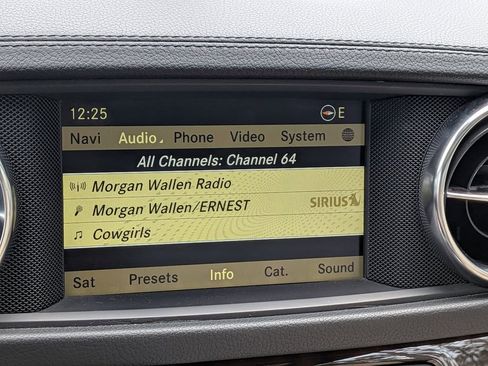 12:25 E
Navi Audio Phone Video System
All Channels: Channel 64
Morgan Wallen Radio
Morgan Wallen/ERNEST SIRIUS
Cowgirls
Sat Presets Info Cat. Sound